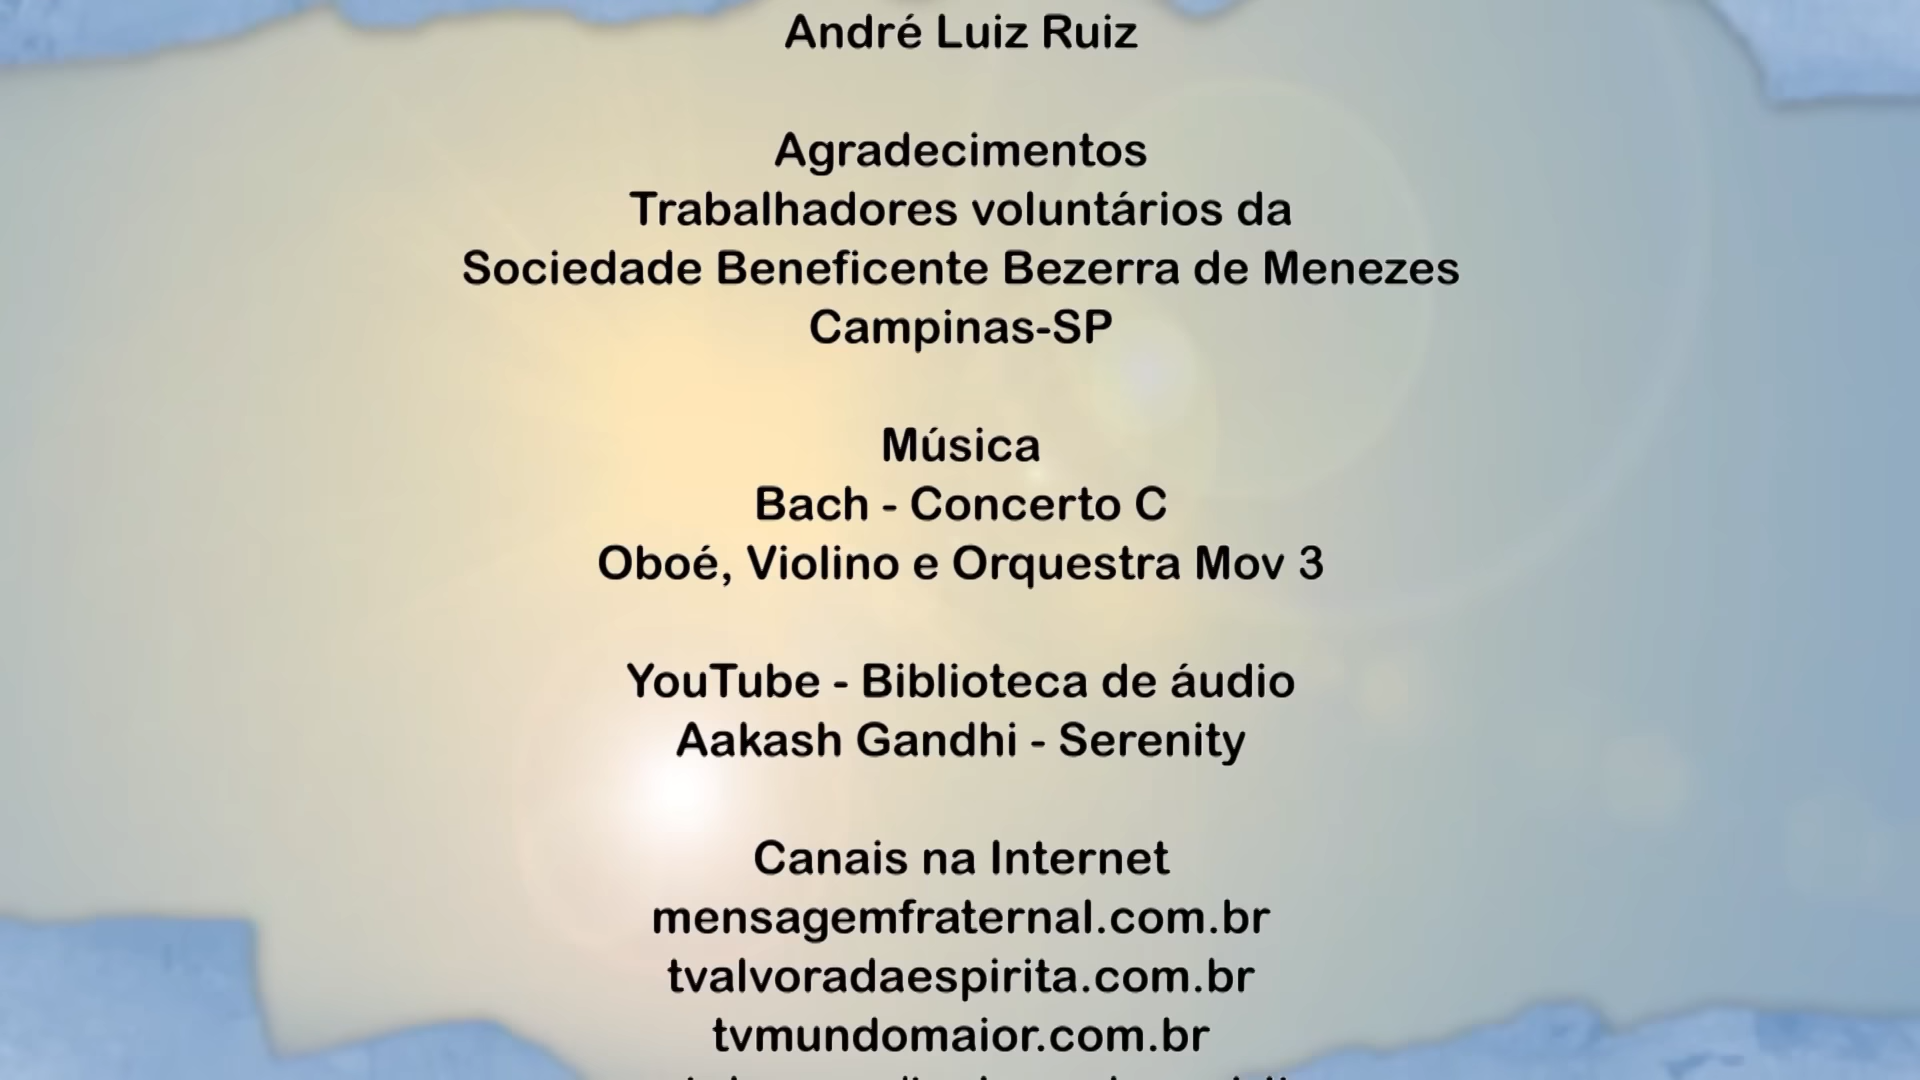 André Luiz Ruiz
Agradecimentos
Trabalhadores voluntários da
Sociedade Beneficente Bezerra de Menezes
Campinas-SP
Música
Bach - Concerto C
Oboé, Violino e Orquestra Mov 3
YouTube - Biblioteca de áudio
Aakash Gandhi - Serenity
Canais na Internet
mensagemfraternal.com.br
tvalvoradaespirita.com.br
tvmundomaior.com.br